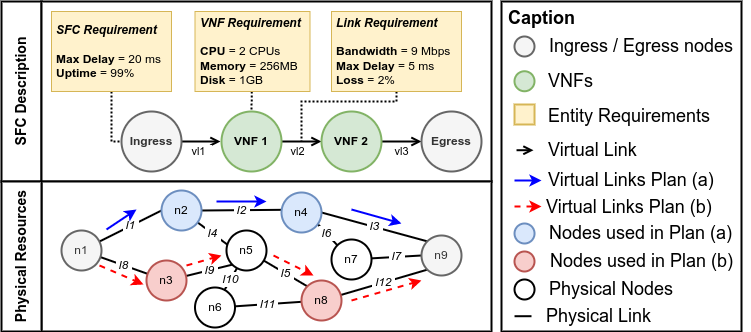 SFC Description
SFC Requirement
Max Delay = 20 ms
Uptime = 99%
VNF Requirement
CPU = 2 CPUs
Memory = 256MB
Disk = 1GB
Link Requirement
Bandwidth = 9 Mbps
Max Delay = 5 ms
Loss = 2%
Ingress
vl1
VNF 1
vl2
VNF 2
vl3
Egress
Physical Resources
n1
l1
n2
l2
n4
l3
n9
l4
l6
n7
l7
l8
n3
l9
n5
l10
l5
n6
l11
n8
l12
Caption
Ingress / Egress nodes
VNFs
Entity Requirements
Virtual Link
Virtual Links Plan (a)
Virtual Links Plan (b)
Nodes used in Plan (a)
Nodes used in Plan (b)
Physical Nodes
Physical Link